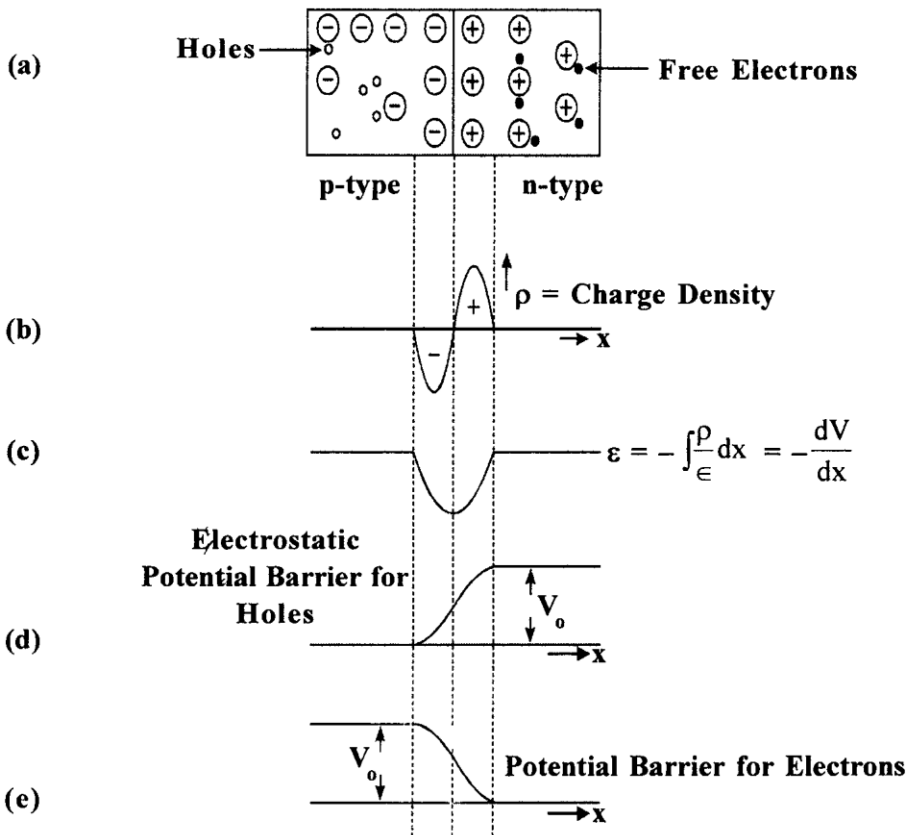 (a)
Holes
Free Electrons
p-type
n-type
(b)
ρ = Charge Density
+
−
x
(c)
ε = − ∫ ρ/∈ dx = − dV/dx
Electrostatic
Potential Barrier for
Holes
(d)
V₀
x
(e)
V₀
Potential Barrier for Electrons
x